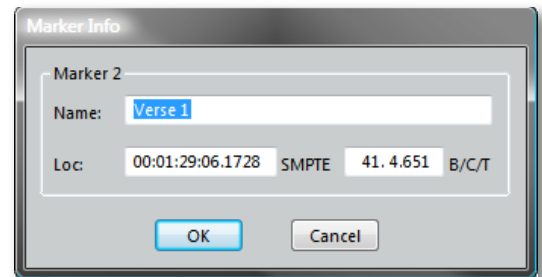 Marker Info
Marker 2
Name: Verse 1
Loc: 00:01:29:06.1728 SMPTE 41. 4.651 B/C/T
OK Cancel